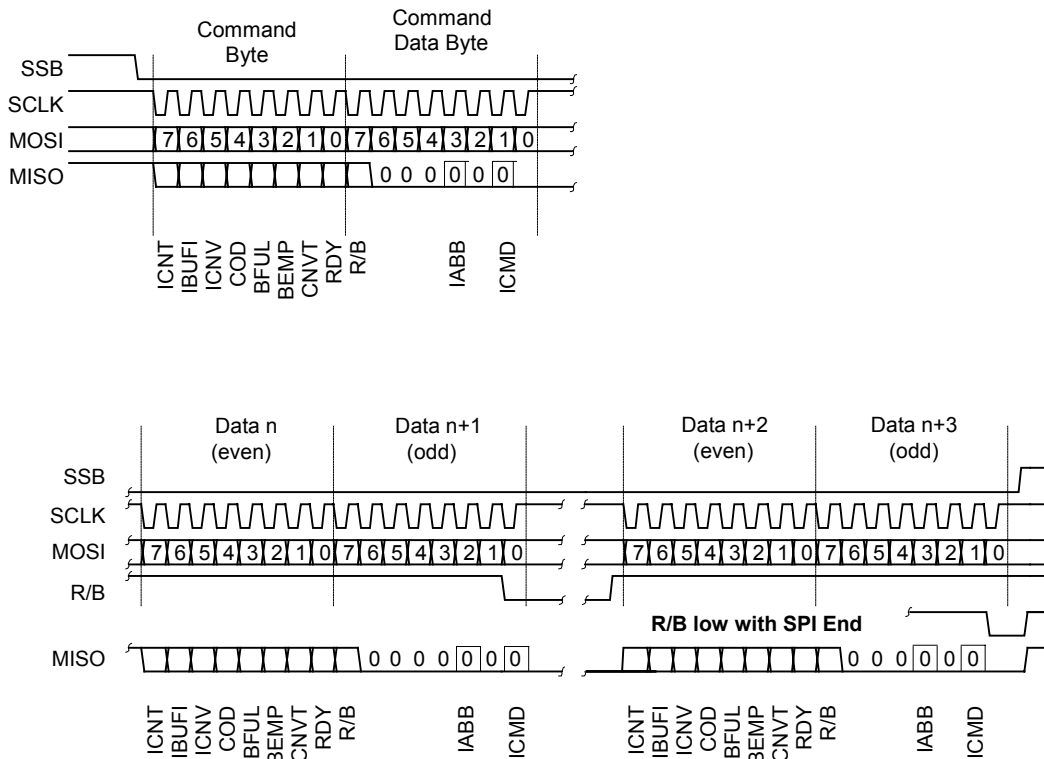 Command Byte
Command Data Byte
SSB
SCLK
MOSI 7 6 5 4 3 2 1 0 7 6 5 4 3 2 1 0
MISO 0 0 0 0 0 0
ICNT IBUFI ICNV COD BFUL BEMP CNVT RDY R/B IABB ICMD
Data n (even)
Data n+1 (odd)
Data n+2 (even)
Data n+3 (odd)
SSB
SCLK
MOSI 7 6 5 4 3 2 1 0 7 6 5 4 3 2 1 0 7 6 5 4 3 2 1 0 7 6 5 4 3 2 1 0
R/B
R/B low with SPI End
MISO 0 0 0 0 0 0 0 0 0 0 0 0 0
ICNT IBUFI ICNV COD BFUL BEMP CNVT RDY R/B IABB ICMD ICNT IBUFI ICNV COD BFUL BEMP CNVT RDY R/B IABB ICMD